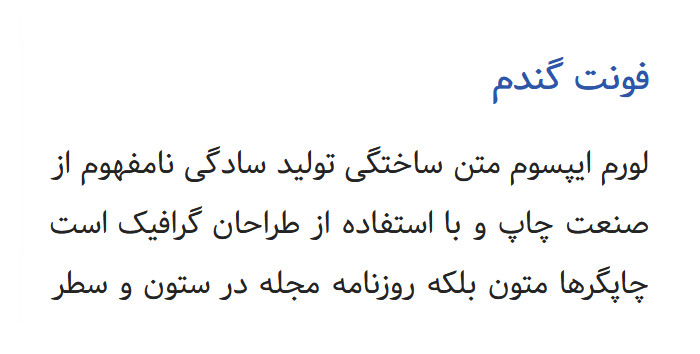 فونت گندم
لورم ایپسوم متن ساختگی تولید سادگی نامفهوم از
صنعت چاپ و با استفاده از طراحان گرافیک است
چاپگرها متون بلکه روزنامه مجله در ستون و سطر